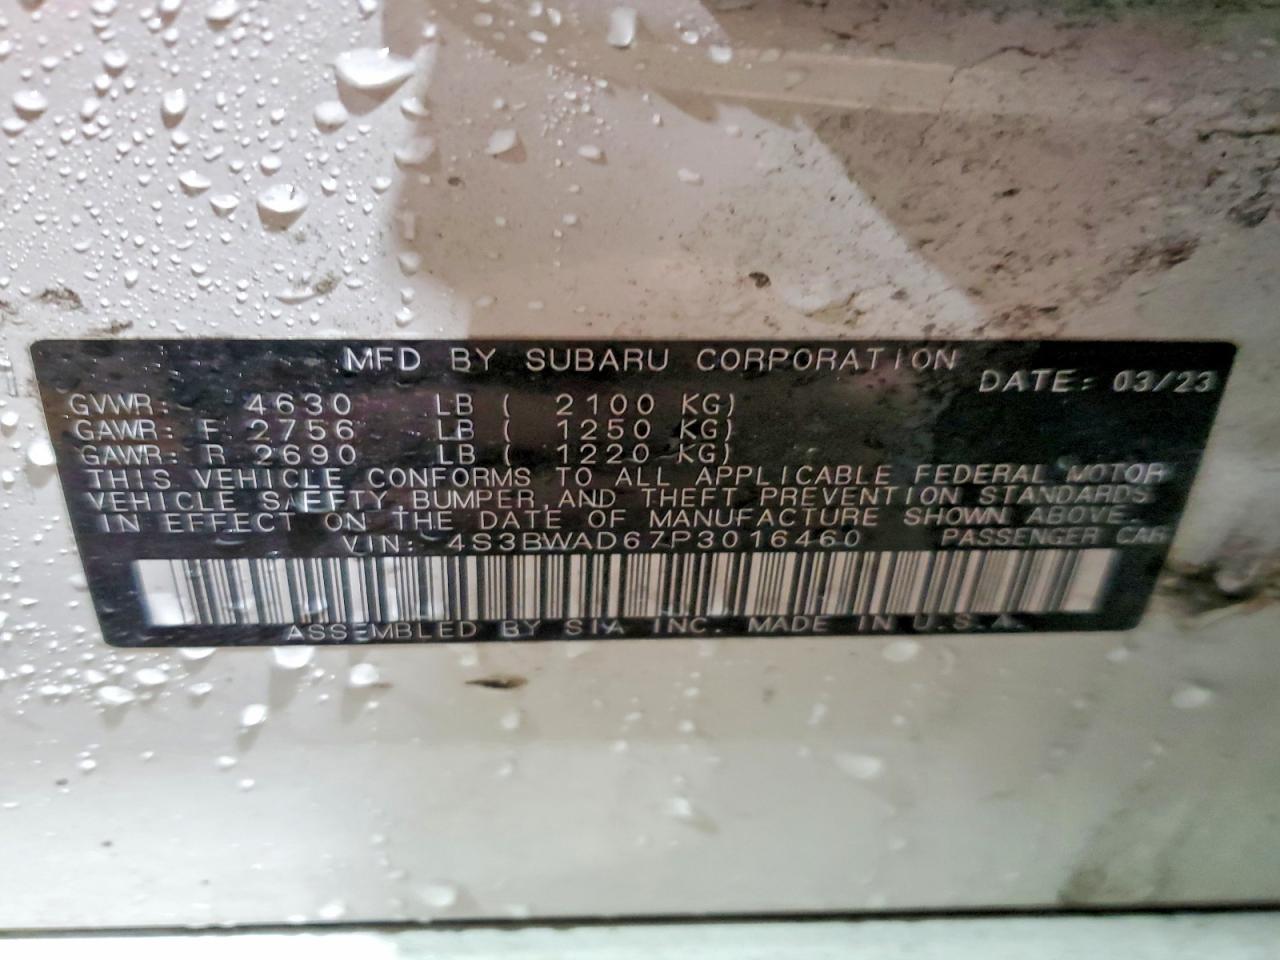 MFD BY SUBARU CORPORATION
DATE: 03/23
GVWR: 4630 LB ( 2100 KG)
GAWR: F 2756 LB ( 1250 KG)
GAWR: R 2690 LB ( 1220 KG)
THIS VEHICLE CONFORMS TO ALL APPLICABLE FEDERAL MOTOR
VEHICLE SAFETY, BUMPER, AND THEFT PREVENTION STANDARDS
IN EFFECT ON THE DATE OF MANUFACTURE SHOWN ABOVE.
VIN: 4S3BWAD67P3016460 PASSENGER CAR
ASSEMBLED BY SIA INC. MADE IN U.S.A.